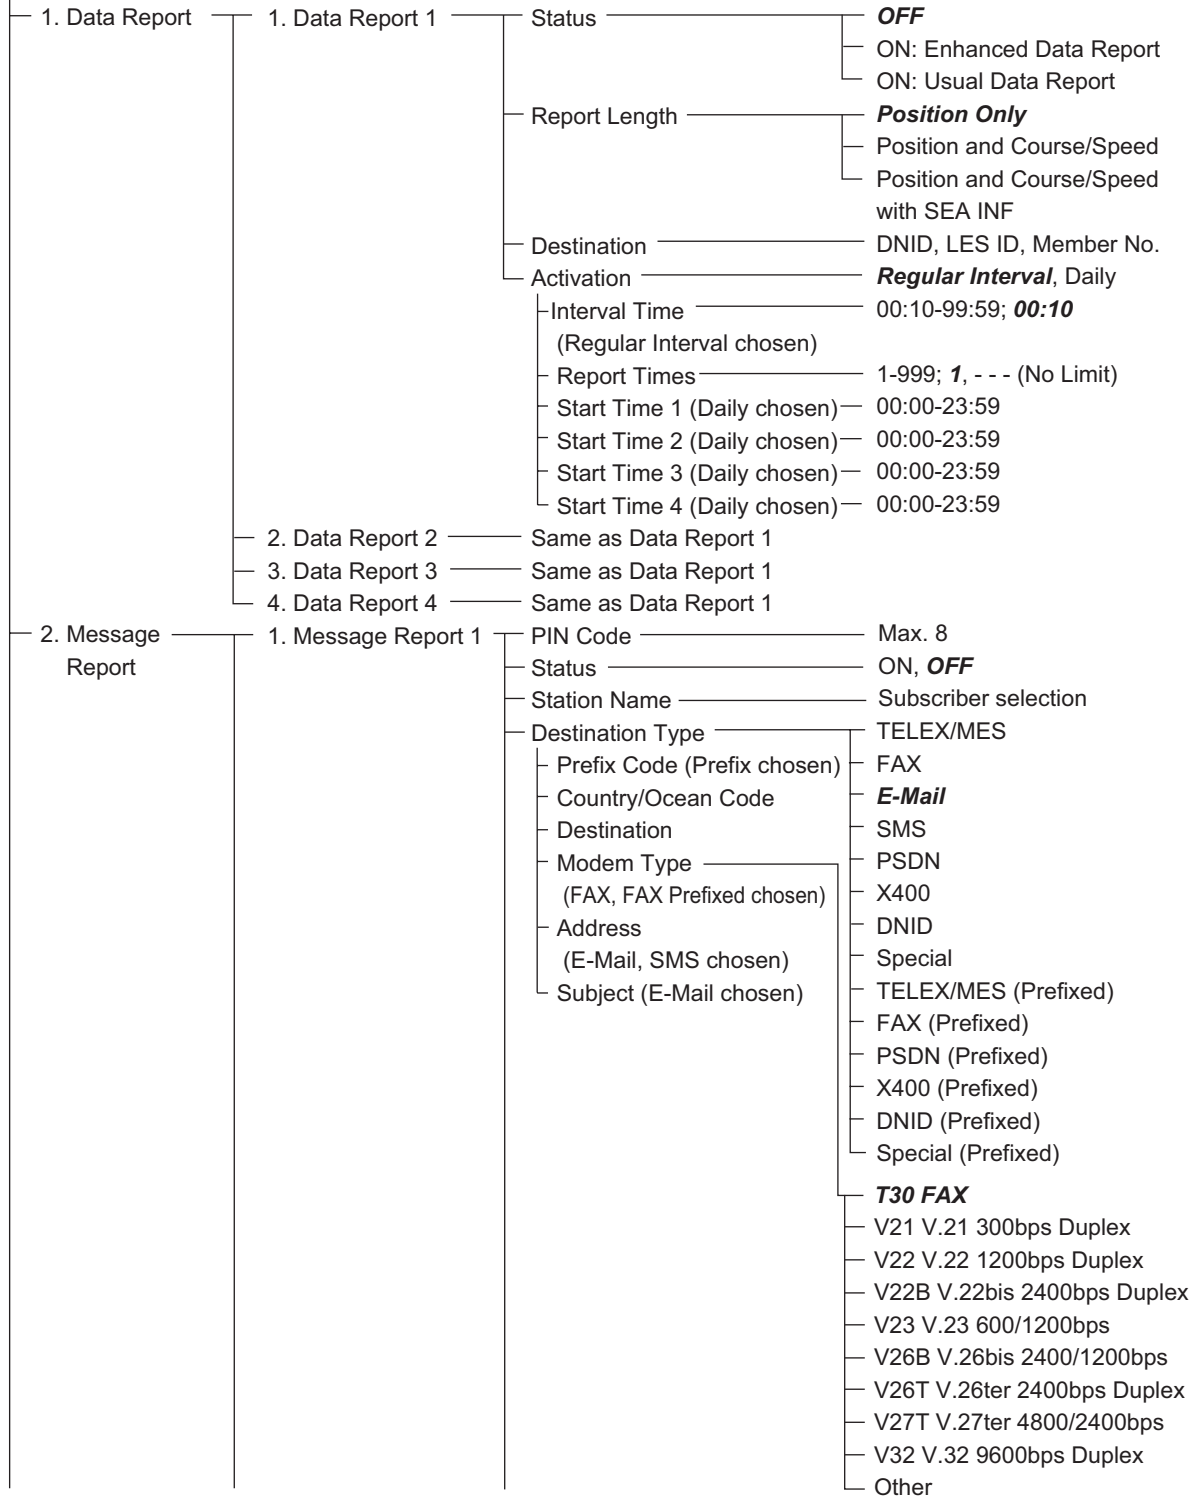 1. Data Report 1. Data Report 1 Status OFF
ON: Enhanced Data Report
ON: Usual Data Report
Report Length Position Only
Position and Course/Speed
Position and Course/Speed
with SEA INF
Destination DNID, LES ID, Member No.
Activation Regular Interval, Daily
Interval Time 00:10-99:59; 00:10
(Regular Interval chosen)
Report Times 1-999; 1, - - - (No Limit)
Start Time 1 (Daily chosen) 00:00-23:59
Start Time 2 (Daily chosen) 00:00-23:59
Start Time 3 (Daily chosen) 00:00-23:59
Start Time 4 (Daily chosen) 00:00-23:59
2. Data Report 2 Same as Data Report 1
3. Data Report 3 Same as Data Report 1
4. Data Report 4 Same as Data Report 1
2. Message 1. Message Report 1 PIN Code Max. 8
Report Status ON, OFF
Station Name Subscriber selection
Destination Type TELEX/MES
Prefix Code (Prefix chosen) FAX
Country/Ocean Code E-Mail
Destination SMS
Modem Type PSDN
(FAX, FAX Prefixed chosen) X400
Address DNID
(E-Mail, SMS chosen) Special
Subject (E-Mail chosen) TELEX/MES (Prefixed)
FAX (Prefixed)
PSDN (Prefixed)
X400 (Prefixed)
DNID (Prefixed)
Special (Prefixed)
T30 FAX
V21 V.21 300bps Duplex
V22 V.22 1200bps Duplex
V22B V.22bis 2400bps Duplex
V23 V.23 600/1200bps
V26B V.26bis 2400/1200bps
V26T V.26ter 2400bps Duplex
V27T V.27ter 4800/2400bps
V32 V.32 9600bps Duplex
Other